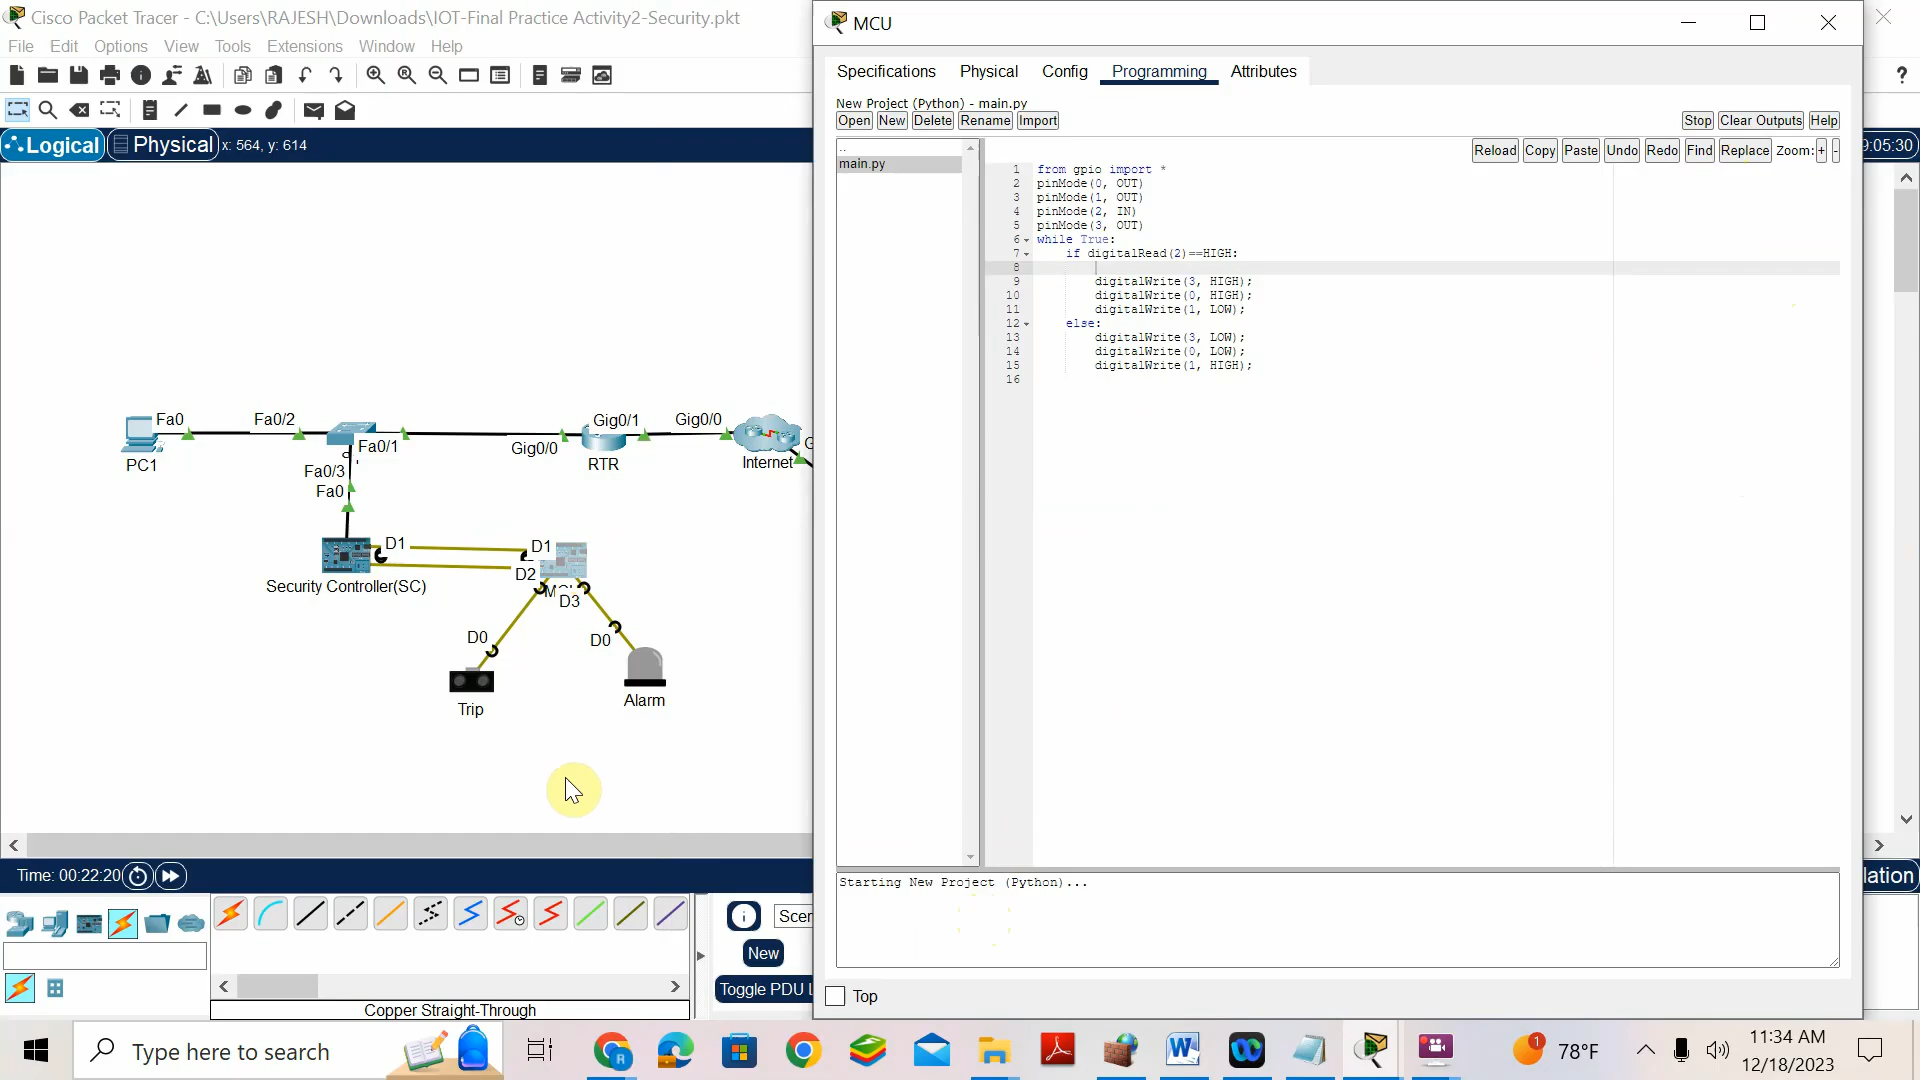 Cisco Packet Tracer - C:\Users\RAJESH\Downloads\IOT-Final Practice Activity2-Security.pkt
File Edit Options View Tools Extensions Window Help
Logical Physical x: 564, y: 614
Fa0 Fa0/2 Fa0/1 Gig0/1 Gig0/0
Gig0/0
PC1 RTR Internet
Fa0/3
Fa0
D1 D1
D2
Security Controller(SC)
D3
D0 D0
Trip Alarm
Time: 00:22:20
Scer
New
Toggle PDU L
Copper Straight-Through
MCU
Specifications Physical Config Programming Attributes
New Project (Python) - main.py
Open New Delete Rename Import Stop Clear Outputs Help
Reload Copy Paste Undo Redo Find Replace Zoom: + -
..
main.py
1 from gpio import *
2 pinMode(0, OUT)
3 pinMode(1, OUT)
4 pinMode(2, IN)
5 pinMode(3, OUT)
6 while True:
7 if digitalRead(2)==HIGH:
8
9 digitalWrite(3, HIGH);
10 digitalWrite(0, HIGH);
11 digitalWrite(1, LOW);
12 else:
13 digitalWrite(3, LOW);
14 digitalWrite(0, LOW);
15 digitalWrite(1, HIGH);
16
Starting New Project (Python)...
Top
?
9:05:30
lation
Type here to search
1 78°F
11:34 AM
12/18/2023